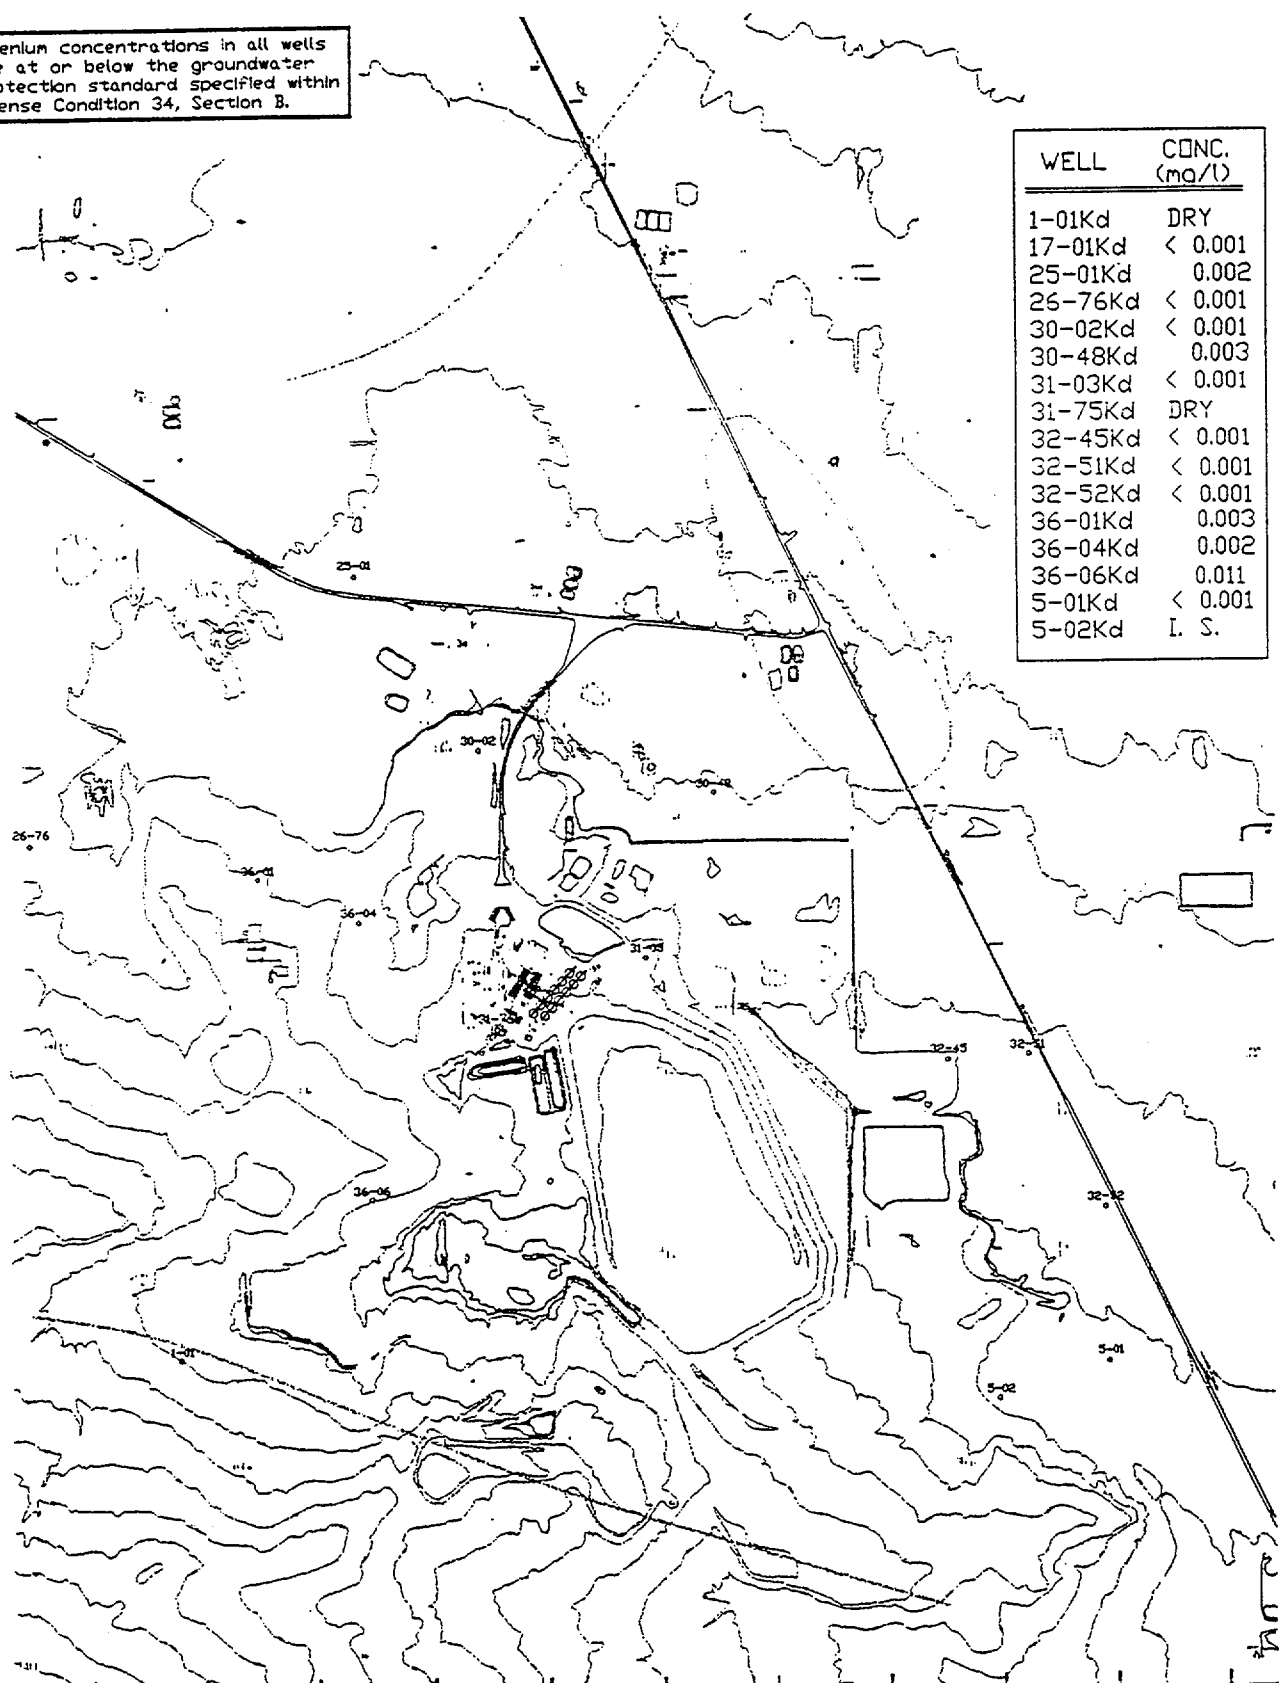 enium concentrations in all wells
e at or below the groundwater
otection standard specified within
ense Condition 34, Section B.
WELL CONC. (mg/l)
1-01Kd DRY
17-01Kd < 0.001
25-01Kd 0.002
26-76Kd < 0.001
30-02Kd < 0.001
30-48Kd 0.003
31-03Kd < 0.001
31-75Kd DRY
32-45Kd < 0.001
32-51Kd < 0.001
32-52Kd < 0.001
36-01Kd 0.003
36-04Kd 0.002
36-06Kd 0.011
5-01Kd < 0.001
5-02Kd I. S.
25-01
34
30-02
30-48
26-76
36-01
36-04
31-03
32-45
32-51
36-06
32-52
1-01
5-01
5-02